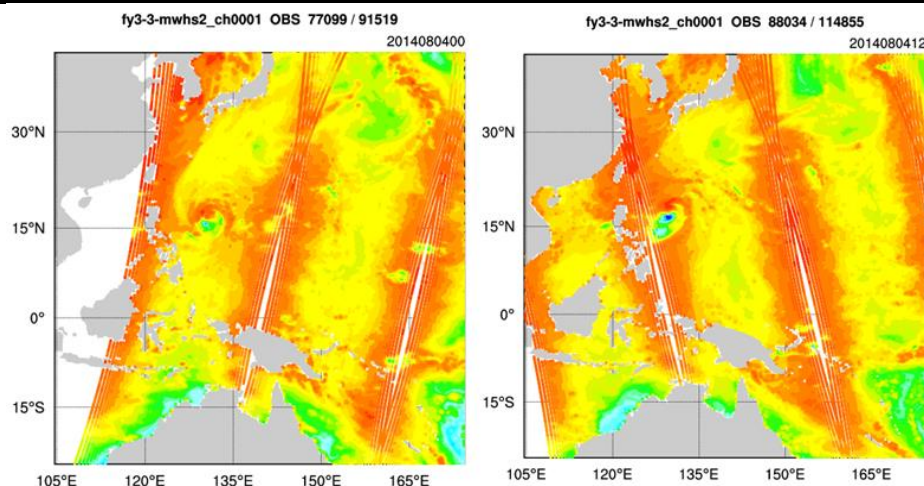 fy3-3-mwhs2_ch0001 OBS 77099 / 91519
2014080400
30°N
15°N
0°
15°S
105°E 120°E 135°E 150°E 165°E
fy3-3-mwhs2_ch0001 OBS 88034 / 114855
2014080412
30°N
15°N
0°
15°S
105°E 120°E 135°E 150°E 165°E